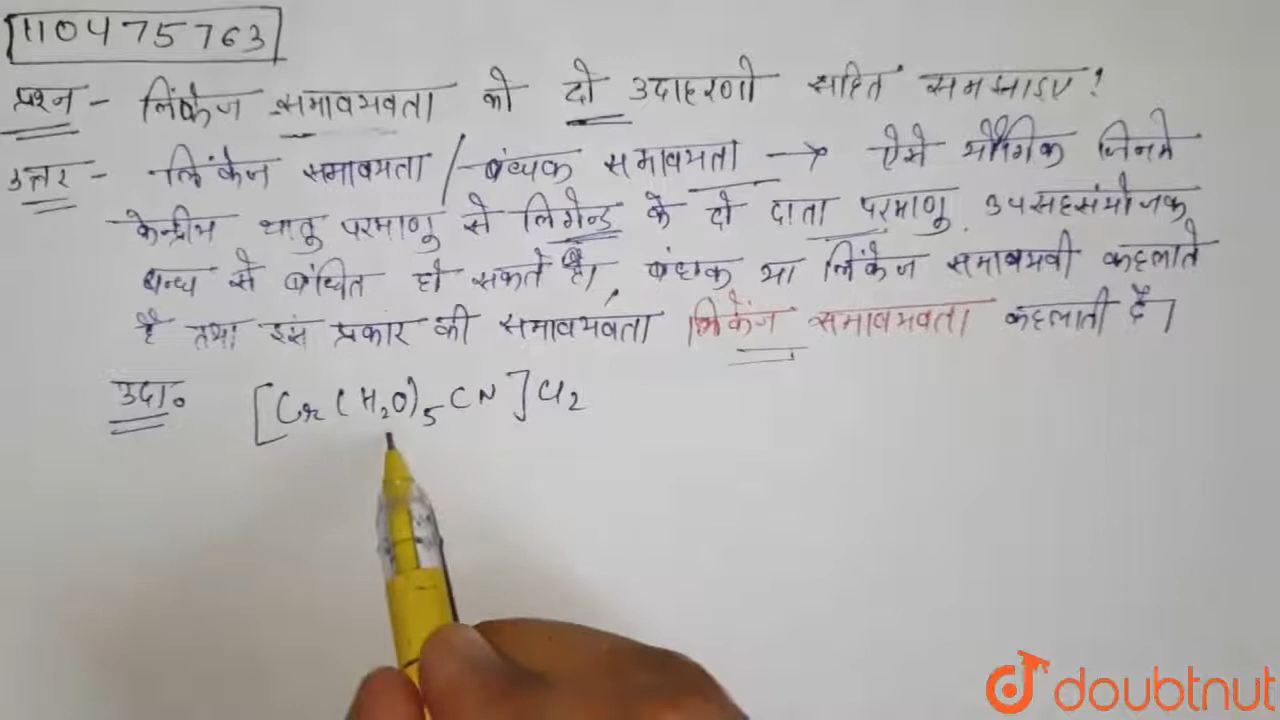 110475763
प्रश्न - लिंकेज समावयवता को दो उदाहरणो सहित समझाइए ?
उत्तर - लिंकेज समावयता / बंध्यक समावयता → ऐसे यौगिक जिनमे
केन्द्रीय धातु परमाणु से लिगेन्ड के दो दाता परमाणु उपसहसंयोजक
बन्ध से बंधित हो सकते है। बंधक या लिंकेज समावयवी कहलाते
है तथा इस प्रकार की समावयवता लिंकेज समावयवता कहलाती है।
उदा० [Cr(H₂O)₅CN]Cl₂
doubtnut